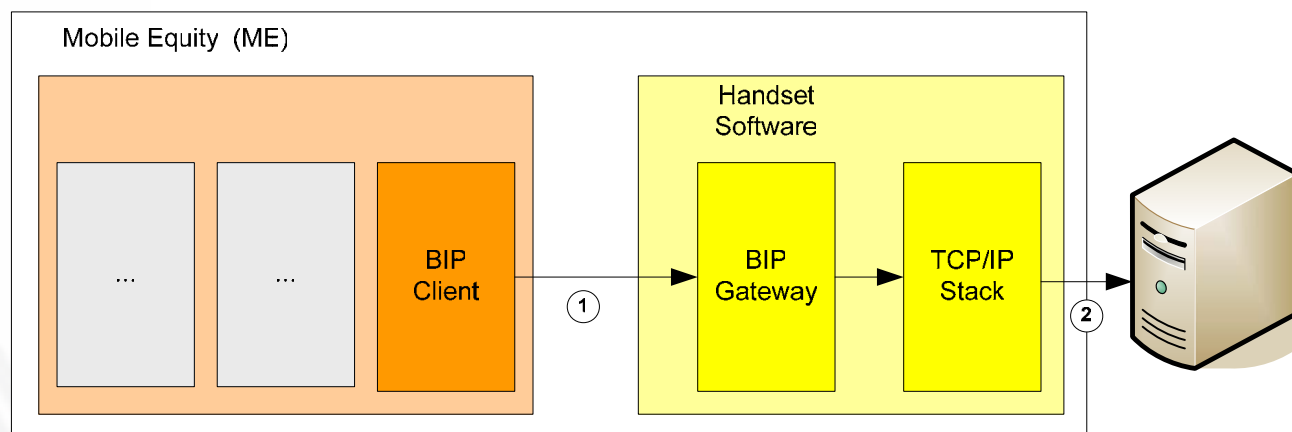 Mobile Equity (ME)
Handset
Software
...
...
BIP
Client
BIP
Gateway
TCP/IP
Stack
1
2